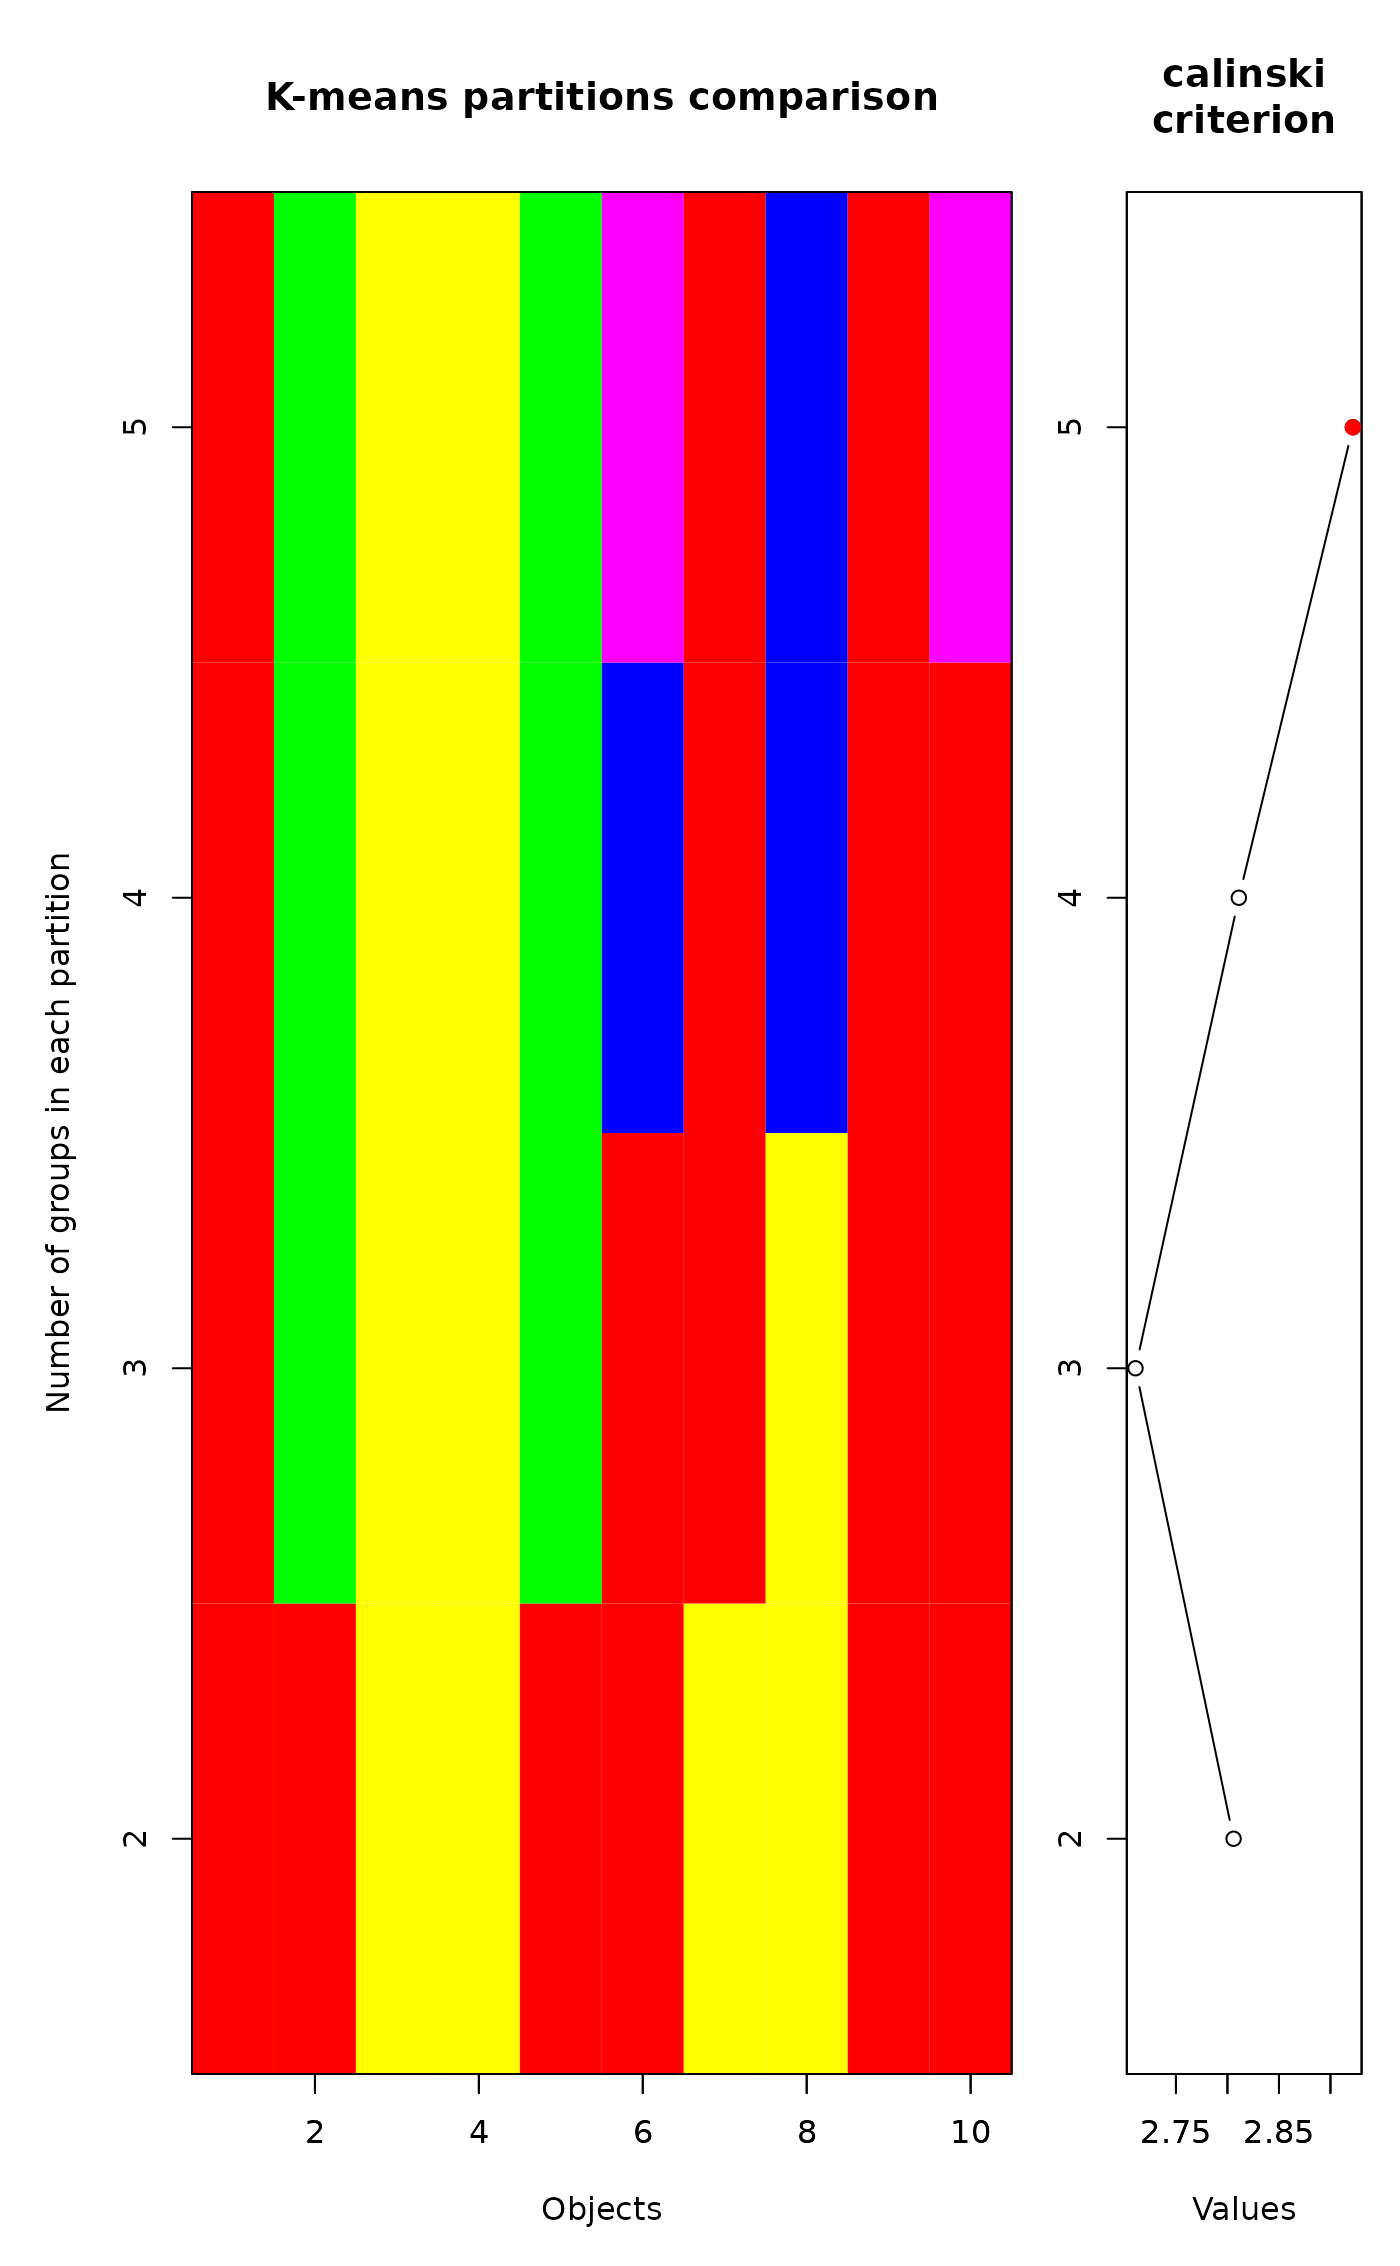 K-means partitions comparison
calinski
criterion
Number of groups in each partition
5
4
3
2
2 4 6 8 10
Objects
5
4
3
2
2.75 2.85
Values